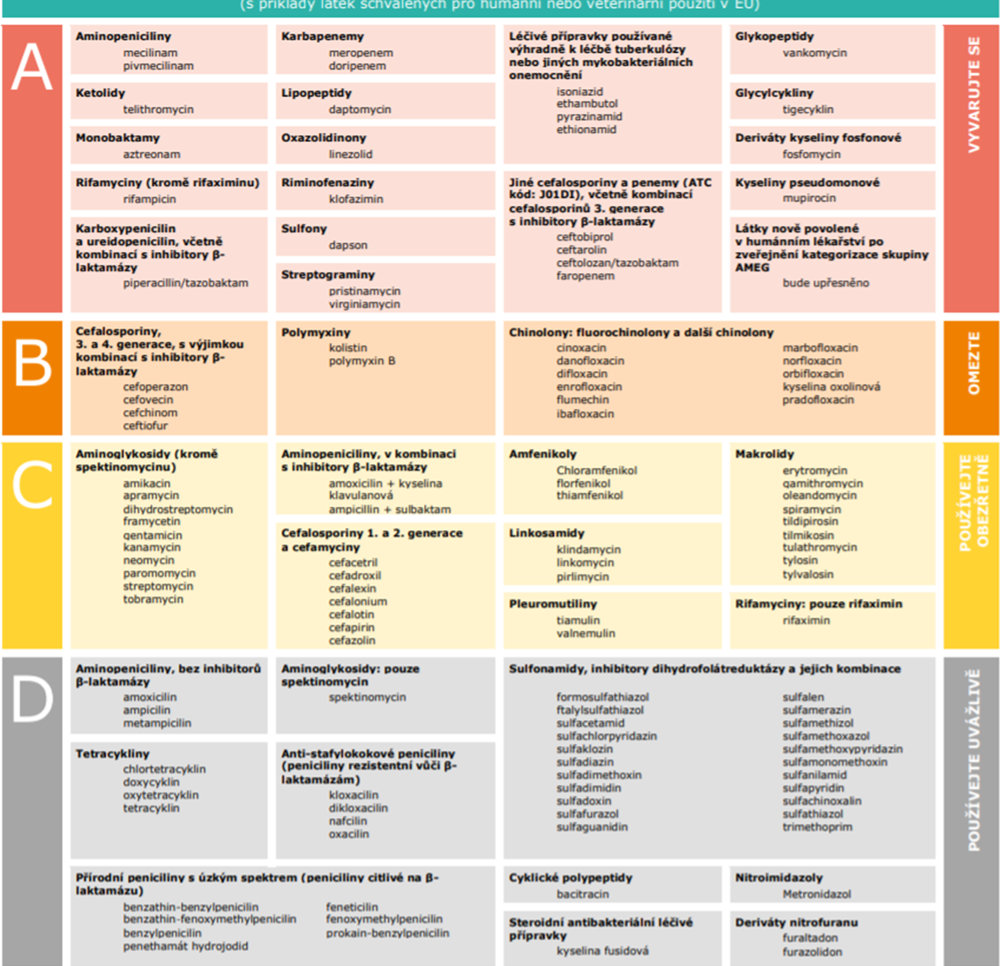 (s příklady látek schválených pro humánní nebo veterinární použití v EU)
A
Aminopeniciliny
mecilinam
pivmecilinam
Ketolidy
telithromycin
Monobaktamy
aztreonam
Rifamyciny (kromě rifaximinu)
rifampicin
Karboxypenicilin
a ureidopenicilin, včetně
kombinací s inhibitory β-
laktamázy
piperacillin/tazobaktam
Karbapenemy
meropenem
doripenem
Lipopeptidy
daptomycin
Oxazolidinony
linezolid
Riminofenaziny
klofazimin
Sulfony
dapson
Streptograminy
pristinamycin
virginiamycin
Léčivé přípravky používané
výhradně k léčbě tuberkulózy
nebo jiných mykobakteriálních
onemocnění
isoniazid
ethambutol
pyrazinamid
ethionamid
Jiné cefalosporiny a penemy (ATC
kód: J01DI), včetně kombinací
cefalosporinů 3. generace
s inhibitory β-laktamázy
ceftobiprol
ceftarolin
ceftolozan/tazobaktam
faropenem
Glykopeptidy
vankomycin
Glycylcykliny
tigecyklin
Deriváty kyseliny fosfonové
fosfomycin
Kyseliny pseudomonové
mupirocin
Látky nově povolené
v humánním lékařství po
zveřejnění kategorizace skupiny
AMEG
bude upřesněno
VYVARUJTE SE
B
Cefalosporiny,
3. a 4. generace, s výjimkou
kombinací s inhibitory β-
laktamázy
cefoperazon
cefovecin
cefchinom
ceftiofur
Polymyxiny
kolistin
polymyxin B
Chinolony: fluorochinolony a další chinolony
cinoxacin
danofloxacin
difloxacin
enrofloxacin
flumechin
ibafloxacin
marbofloxacin
norfloxacin
orbifloxacin
kyselina oxolinová
pradofloxacin
OMEZTE
C
Aminoglykosidy (kromě
spektinomycinu)
amikacin
apramycin
dihydrostreptomycin
framycetin
gentamicin
kanamycin
neomycin
paromomycin
streptomycin
tobramycin
Aminopeniciliny, v kombinaci
s inhibitory β-laktamázy
amoxicilin + kyselina
klavulanová
ampicillin + sulbaktam
Cefalosporiny 1. a 2. generace
a cefamyciny
cefacetril
cefadroxil
cefalexin
cefalonium
cefalotin
cefapirin
cefazolin
Amfenikoly
Chloramfenikol
florfenikol
thiamfenikol
Linkosamidy
klindamycin
linkomycin
pirlimycin
Pleuromutiliny
tiamulin
valnemulin
Makrolidy
erytromycin
gamithromycin
oleandomycin
spiramycin
tildipirosin
tilmikosin
tulathromycin
tylosin
tylvalosin
Rifamyciny: pouze rifaximin
rifaximin
POUŽÍVEJTE
OBEZŘETNĚ
D
Aminopeniciliny, bez inhibitorů
β-laktamázy
amoxicilin
ampicilin
metampicilin
Aminoglykosidy: pouze
spektinomycin
spektinomycin
Tetracykliny
chlortetracyklin
doxycyklin
oxytetracyklin
tetracyklin
Anti-stafylokokové peniciliny
(peniciliny rezistentní vůči β-
laktamázám)
kloxacilin
dikloxacilin
nafcilin
oxacilin
Sulfonamidy, inhibitory dihydrofolátreduktázy a jejich kombinace
formosulfathiazol
ftalylsulfathiazol
sulfacetamid
sulfachlorpyridazin
sulfaklozin
sulfadiazin
sulfadimethoxin
sulfadimidin
sulfadoxin
sulfafurazol
sulfaguanidin
sulfalen
sulfamerazin
sulfamethizol
sulfamethoxazol
sulfamethoxypyridazin
sulfamonomethoxin
sulfanilamid
sulfapyridin
sulfachinoxalin
sulfathiazol
trimethoprim
Přírodní peniciliny s úzkým spektrem (peniciliny citlivé na β-
laktamázu)
benzathin-benzylpenicilin
benzathin-fenoxymethylpenicilin
benzylpenicilin
penethamát hydrojodid
feneticilin
fenoxymethylpenicilin
prokain-benzylpenicilin
Cyklické polypeptidy
bacitracin
Nitroimidazoly
Metronidazol
Steroidní antibakteriální léčivé
přípravky
kyselina fusidová
Deriváty nitrofuranu
furaltadon
furazolidon
POUŽÍVEJTE UVÁŽLIVĚ